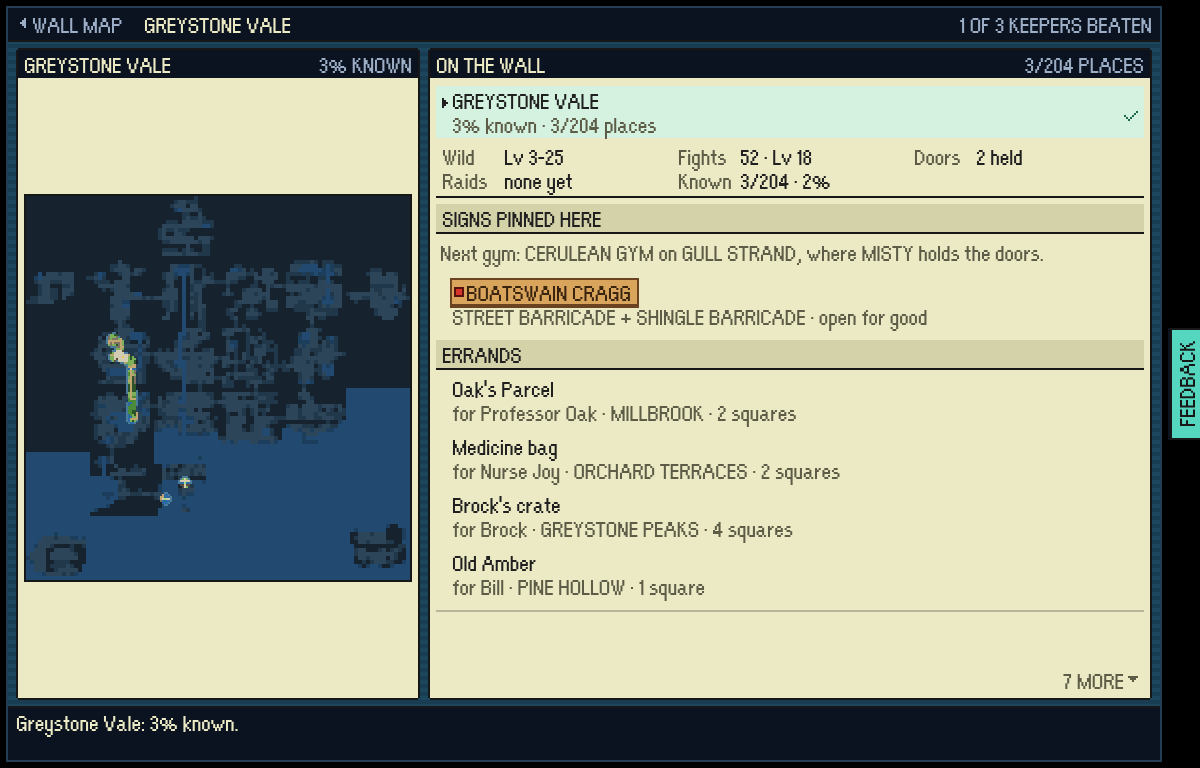 WALL MAP GREYSTONE VALE 1 OF 3 KEEPERS BEATEN
GREYSTONE VALE 3% KNOWN
ON THE WALL 3/204 PLACES
GREYSTONE VALE
3% known · 3/204 places
Wild Lv 3-25 Fights 52 · Lv 18 Doors 2 held
Raids none yet Known 3/204 · 2%
SIGNS PINNED HERE
Next gym: CERULEAN GYM on GULL STRAND, where MISTY holds the doors.
BOATSWAIN CRAGG
STREET BARRICADE + SHINGLE BARRICADE · open for good
ERRANDS
Oak's Parcel
for Professor Oak · MILLBROOK · 2 squares
Medicine bag
for Nurse Joy · ORCHARD TERRACES · 2 squares
Brock's crate
for Brock · GREYSTONE PEAKS · 4 squares
Old Amber
for Bill · PINE HOLLOW · 1 square
7 MORE
Greystone Vale: 3% known.
FEEDBACK